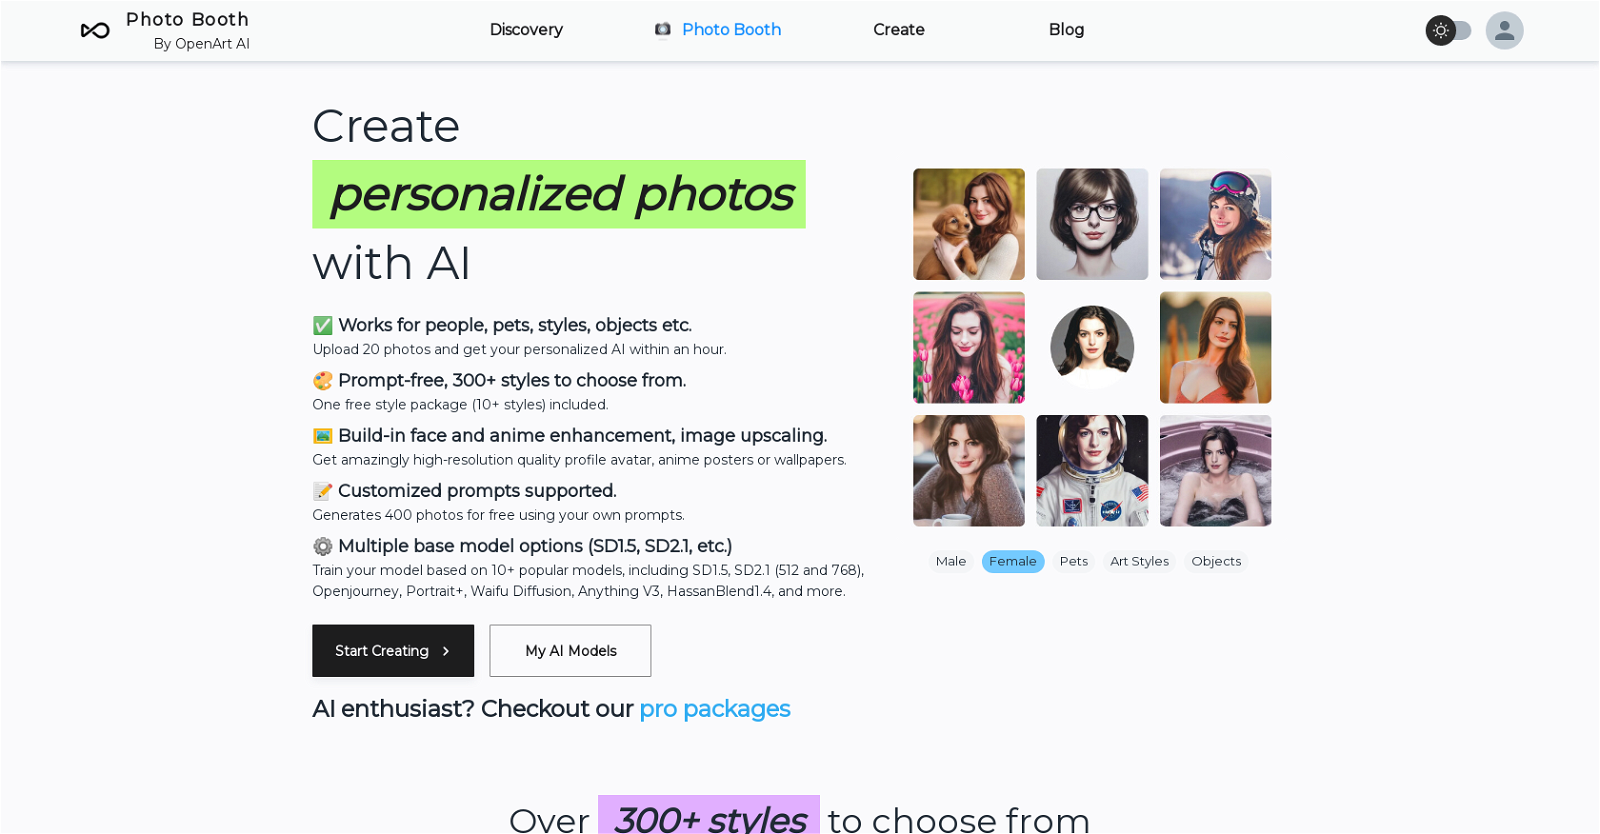 Photo Booth
By OpenArt AI
Discovery
Photo Booth
Create
Blog
Create
personalized photos
with AI
✅ Works for people, pets, styles, objects etc.
Upload 20 photos and get your personalized AI within an hour.
🎨 Prompt-free, 300+ styles to choose from.
One free style package (10+ styles) included.
🖼️ Build-in face and anime enhancement, image upscaling.
Get amazingly high-resolution quality profile avatar, anime posters or wallpapers.
📝 Customized prompts supported.
Generates 400 photos for free using your own prompts.
⚙️ Multiple base model options (SD1.5, SD2.1, etc.)
Train your model based on 10+ popular models, including SD1.5, SD2.1 (512 and 768),
Openjourney, Portrait+, Waifu Diffusion, Anything V3, HassanBlend1.4, and more.
Start Creating
My AI Models
AI enthusiast? Checkout our pro packages
Male
Female
Pets
Art Styles
Objects
Over 300+ styles to choose from